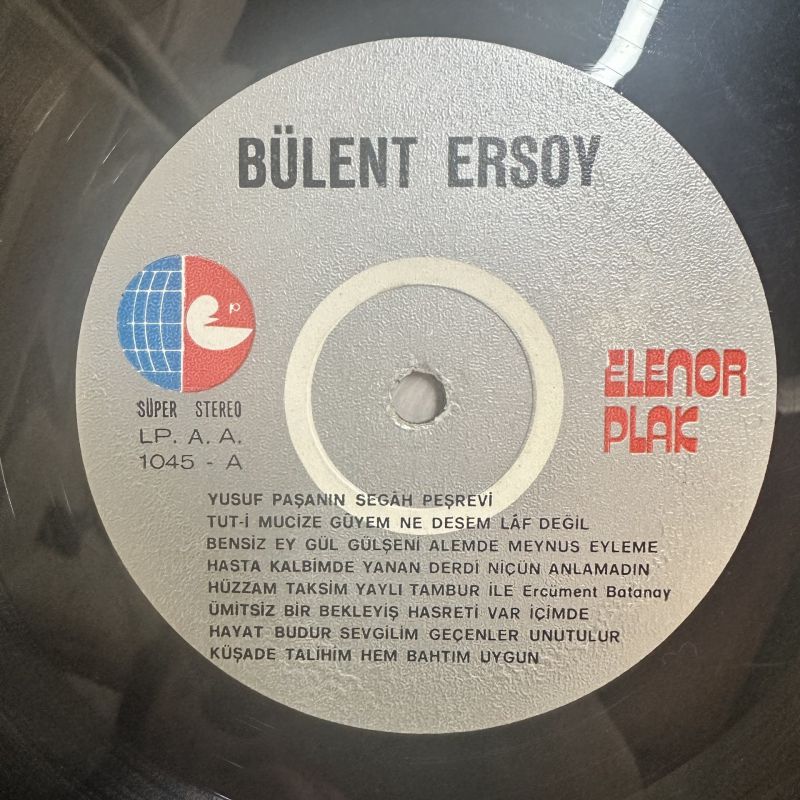 BÜLENT ERSOY
SÜPER STEREO
LP. A. A.
1045 - A
ELENOR
PLAK
YUSUF PAŞANIN SEGÂH PEŞREVİ
TUT-İ MUCİZE GÛYEM NE DESEM LÂF DEĞİL
BENSİZ EY GÜL GÜLŞENİ ALEMDE MEYNUS EYLEME
HASTA KALBİMDE YANAN DERDİ NİÇÜN ANLAMADIN
HÜZZAM TAKSİM YAYLI TAMBUR İLE Ercüment Batanay
ÜMİTSİZ BİR BEKLEYİŞ HASRETİ VAR İÇİMDE
HAYAT BUDUR SEVGİLİM GEÇENLER UNUTULUR
KÜŞADE TALİHİM HEM BAHTIM UYGUN